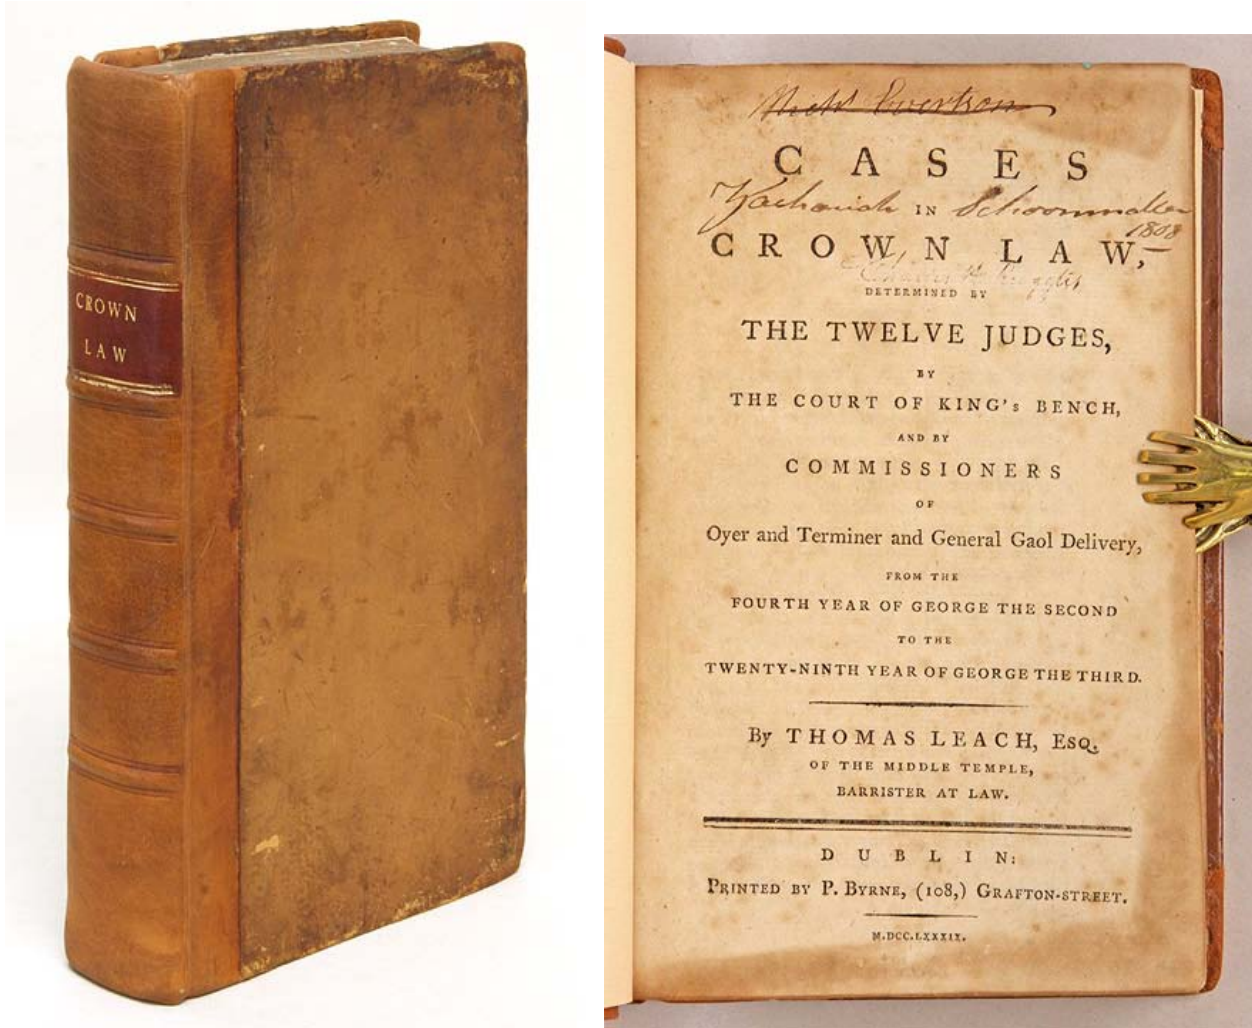 CROWN
LAW
Evertson
CASES
IN
Zachariah Schoonmaker
1808
CROWN LAW,
DETERMINED BY
THE TWELVE JUDGES,
BY
THE COURT OF KING's BENCH,
AND BY
COMMISSIONERS
OF
Oyer and Terminer and General Gaol Delivery,
FROM THE
FOURTH YEAR OF GEORGE THE SECOND
TO THE
TWENTY-NINTH YEAR OF GEORGE THE THIRD.
By THOMAS LEACH, ESQ.
OF THE MIDDLE TEMPLE,
BARRISTER AT LAW.
DUBLIN:
PRINTED BY P. BYRNE, (108,) GRAFTON-STREET.
M.DCC.LXXXIX.